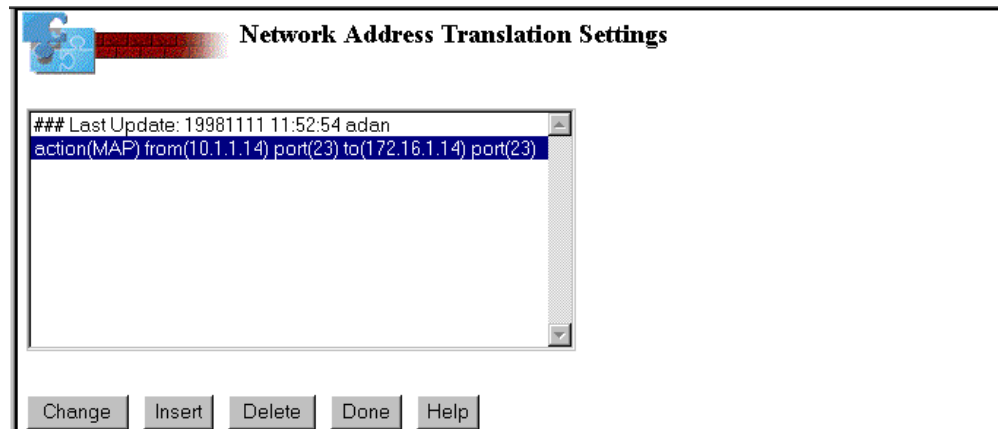 Network Address Translation Settings
### Last Update: 19981111 11:52:54 adan
action(MAP) from(10.1.1.14) port(23) to(172.16.1.14) port(23)
Change Insert Delete Done Help